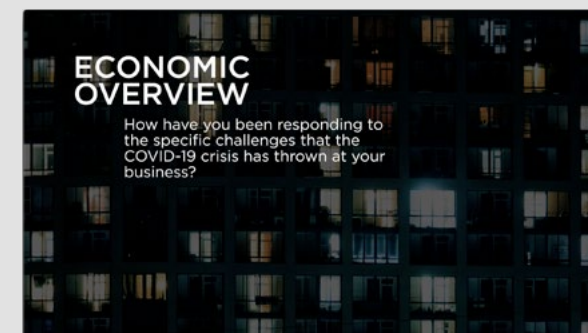 ECONOMIC
OVERVIEW
How have you been responding to
the specific challenges that the
COVID-19 crisis has thrown at your
business?